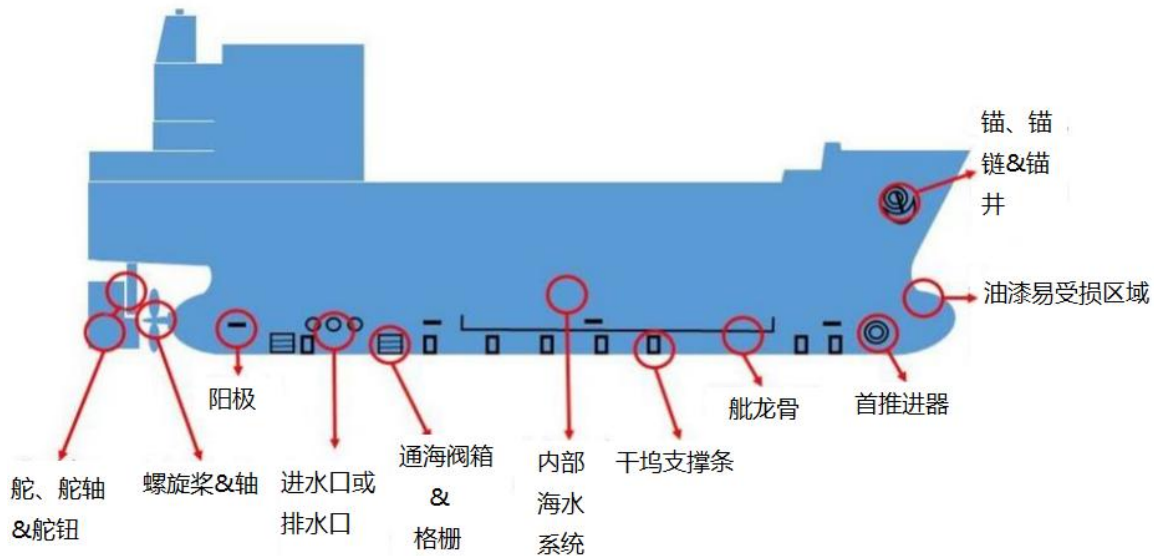 锚、锚
链&锚
井
油漆易受损区域
阳极
舭龙骨
首推进器
舵、舵轴
&舵钮
螺旋桨&轴
进水口或
排水口
通海阀箱
&
格栅
内部
海水
系统
干坞支撑条